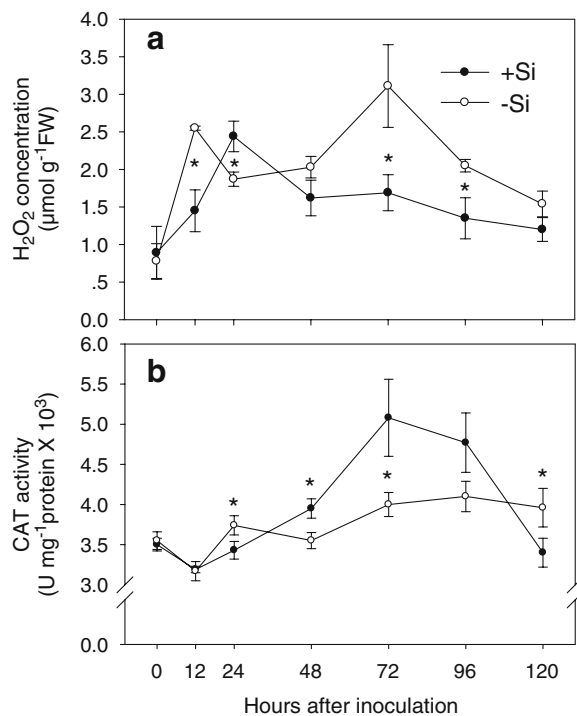 a
+Si
-Si
H₂O₂ concentration
(µmol g⁻¹FW)
4.0
3.5
3.0
2.5
2.0
1.5
1.0
.5
0.0
* * * *
b
CAT activity
(U mg⁻¹protein X 10³)
6.0
5.0
4.5
4.0
3.5
3.0
0.0
* * * *
0 12 24 48 72 96 120
Hours after inoculation